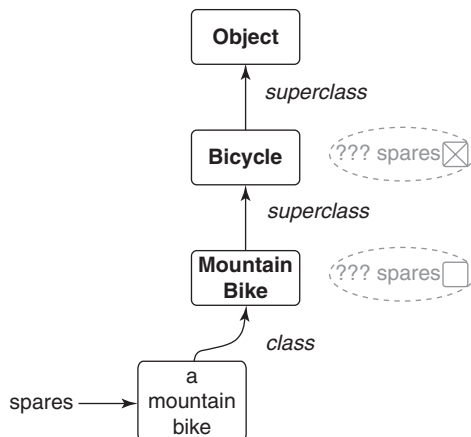 Object
superclass
Bicycle
??? spares
superclass
Mountain
Bike
??? spares
class
spares
a
mountain
bike